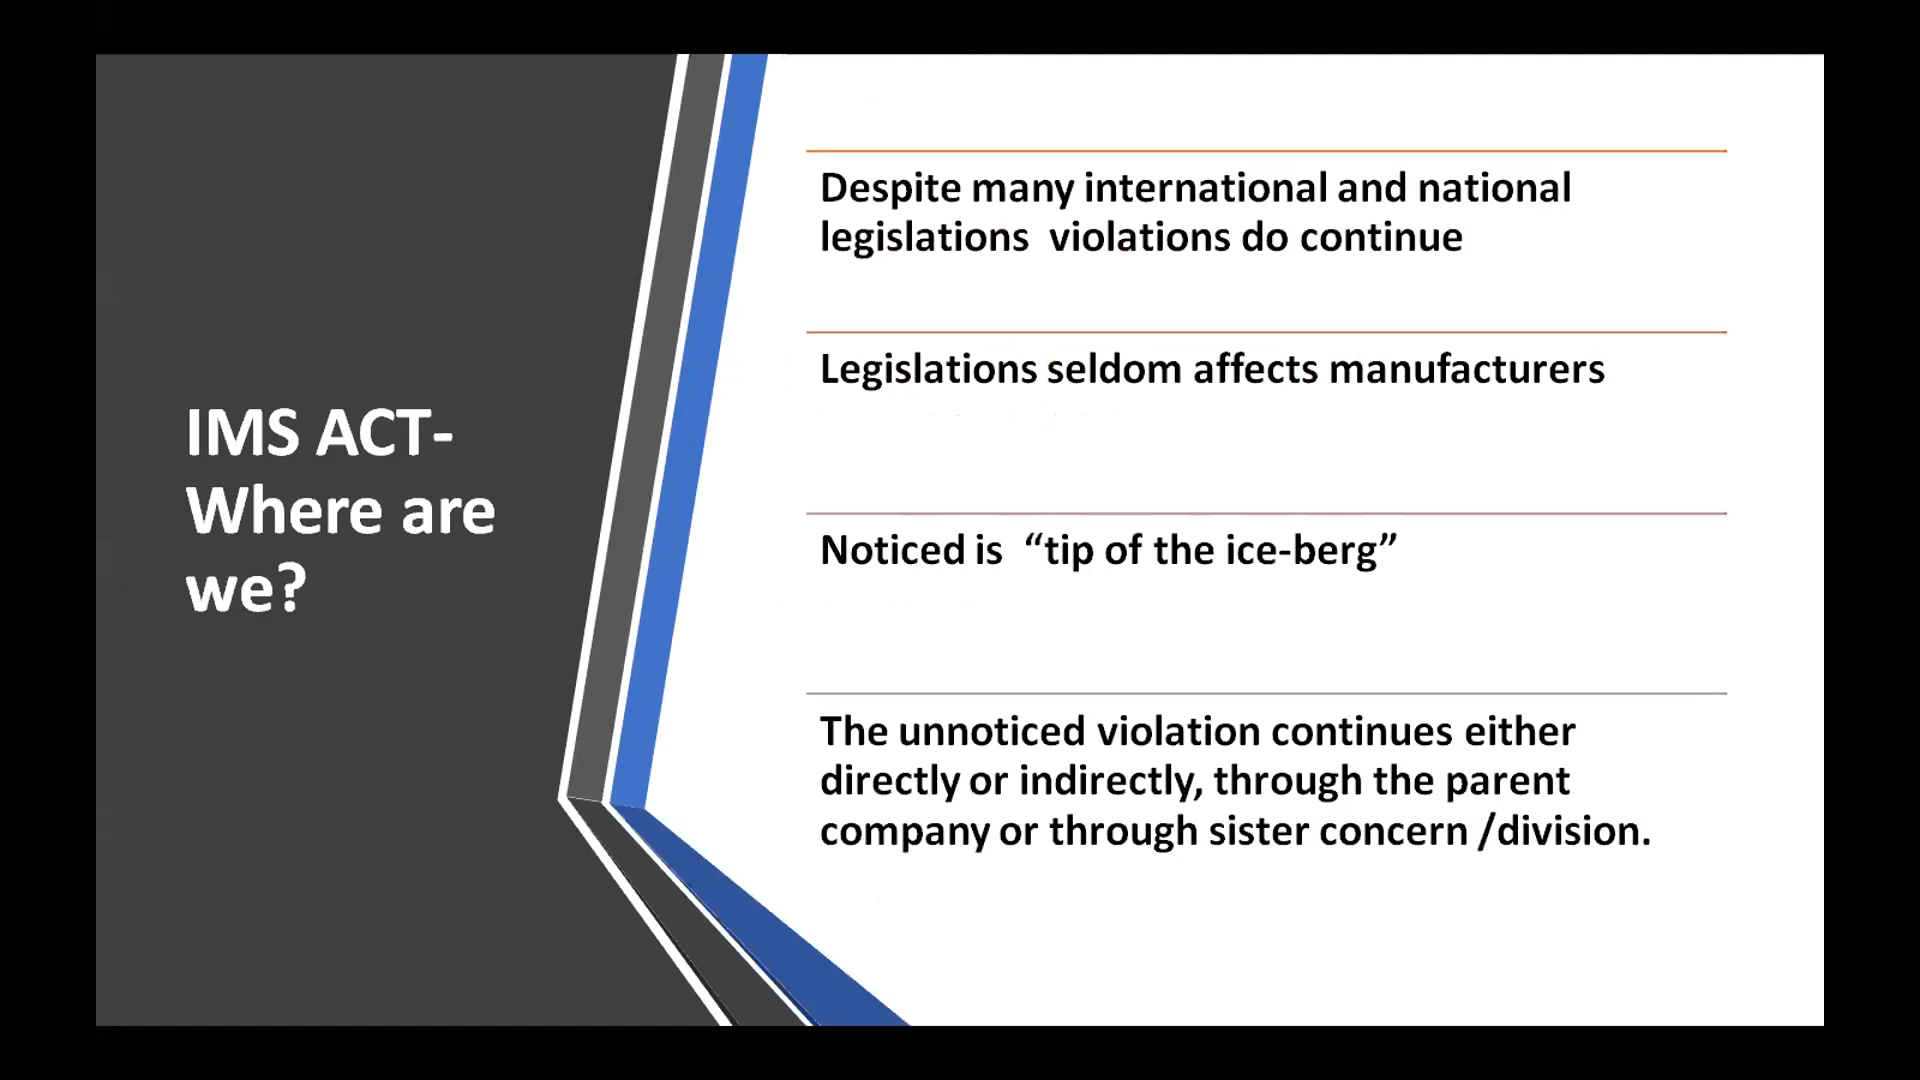 IMS ACT-
Where are
we?
Despite many international and national
legislations violations do continue
Legislations seldom affects manufacturers
Noticed is “tip of the ice-berg”
The unnoticed violation continues either
directly or indirectly, through the parent
company or through sister concern /division.